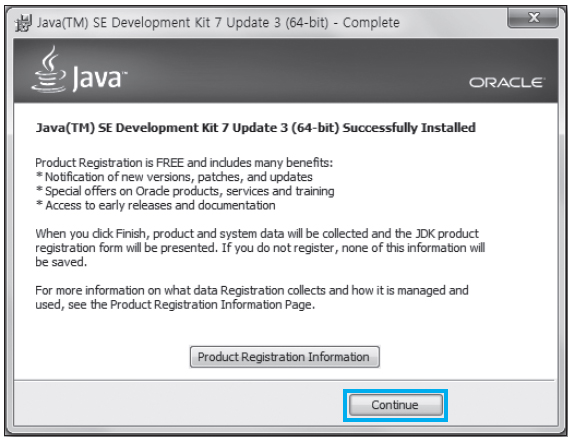 Java(TM) SE Development Kit 7 Update 3 (64-bit) - Complete
Java™
ORACLE
Java(TM) SE Development Kit 7 Update 3 (64-bit) Successfully Installed
Product Registration is FREE and includes many benefits:
* Notification of new versions, patches, and updates
* Special offers on Oracle products, services and training
* Access to early releases and documentation
When you click Finish, product and system data will be collected and the JDK product
registration form will be presented. If you do not register, none of this information will
be saved.
For more information on what data Registration collects and how it is managed and
used, see the Product Registration Information Page.
Product Registration Information
Continue